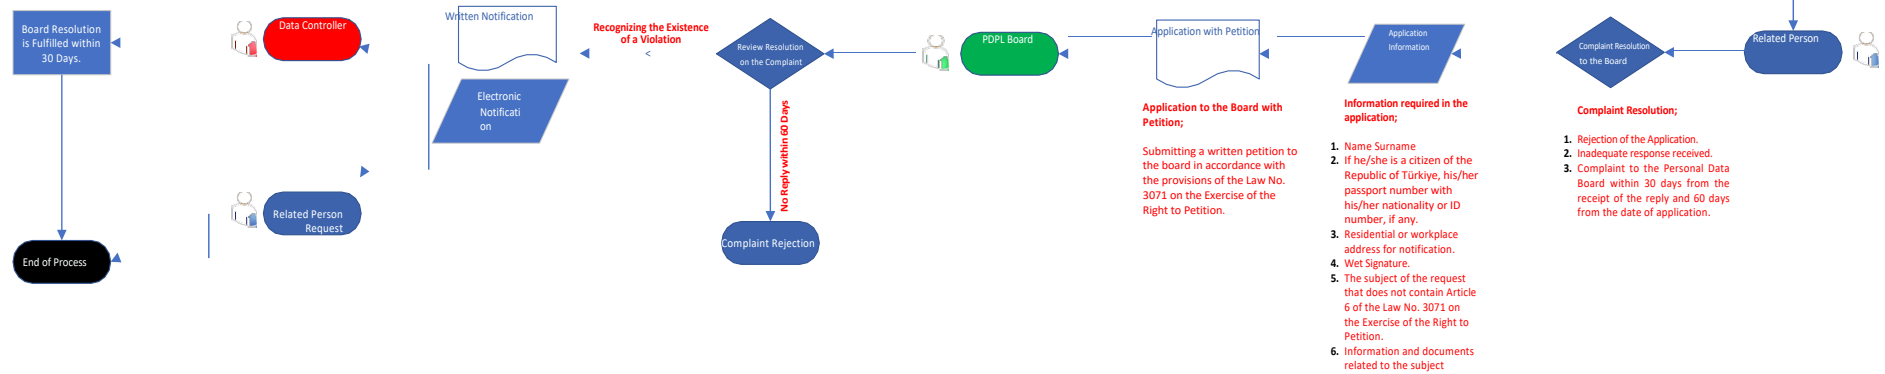 Board Resolution
is Fulfilled within
30 Days.
End of Process
Data Controller
Related Person
Request
Written Notification
Electronic
Notificati
on
Recognizing the Existence
of a Violation
<
Review Resolution
on the Complaint
No Reply within 60 Days
Complaint Rejection
PDPL Board
Application with Petition
Application to the Board with
Petition;
Submitting a written petition to
the board in accordance with
the provisions of the Law No.
3071 on the Exercise of the
Right to Petition.
Application
Information
Information required in the
application;
1. Name Surname
2. If he/she is a citizen of the
Republic of Türkiye, his/her
passport number with
his/her nationality or ID
number, if any.
3. Residential or workplace
address for notification.
4. Wet Signature.
5. The subject of the request
that does not contain Article
6 of the Law No. 3071 on
the Exercise of the Right to
Petition.
6. Information and documents
related to the subject
Complaint Resolution
to the Board
Complaint Resolution;
1. Rejection of the Application.
2. Inadequate response received.
3. Complaint to the Personal Data
Board within 30 days from the
receipt of the reply and 60 days
from the date of application.
Related Person